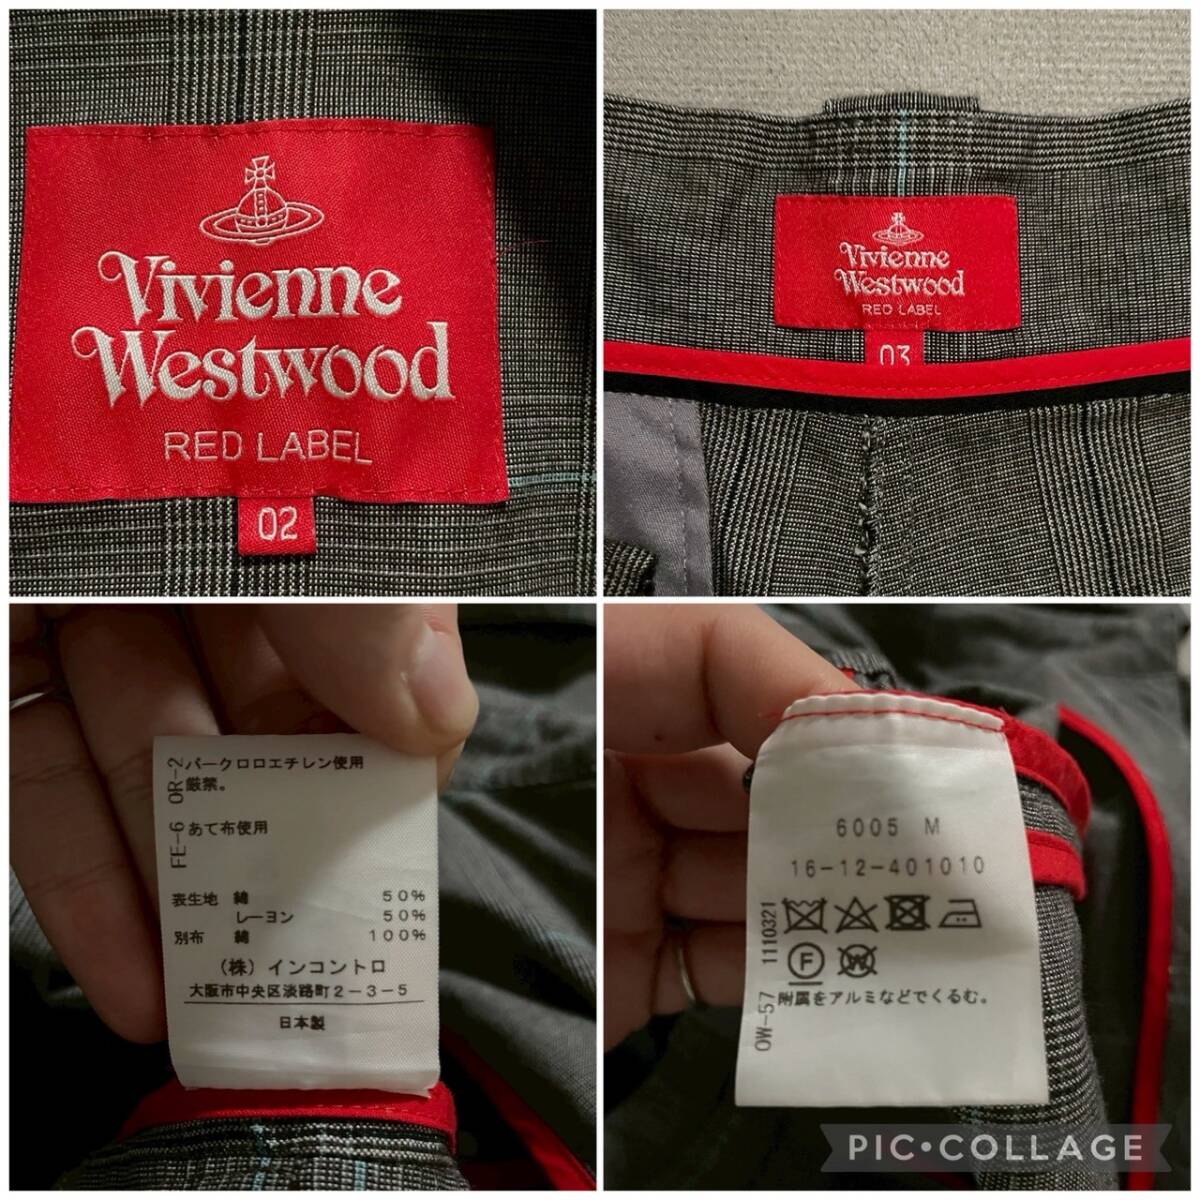 Vivienne
Westwood
RED LABEL
02
Vivienne
Westwood
RED LABEL
03
OR-2 パークロロエチレン使用
厳禁。
FE-6 あて布使用
表生地 綿 50%
レーヨン 50%
別布 綿 100%
(株)インコントロ
大阪市中央区淡路町2-3-5
日本製
6005 M
16-12-401010
1110321
F
W
OW-57 附属をアルミなどでくるむ。
PIC•COLLAGE